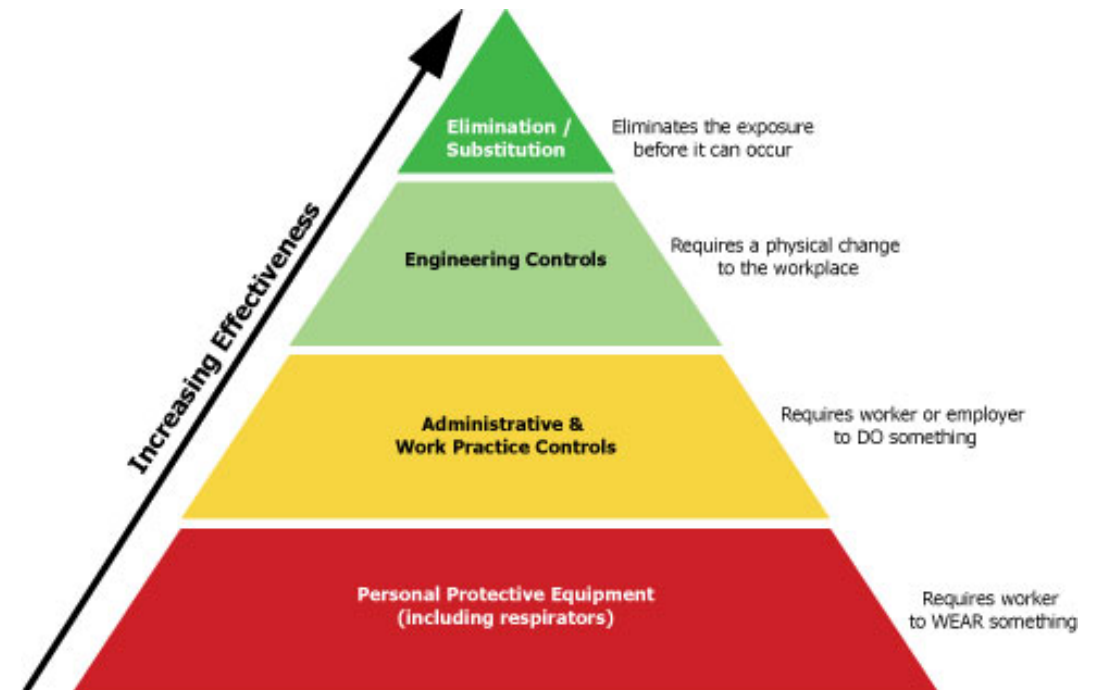 Increasing Effectiveness
Elimination /
Substitution
Eliminates the exposure
before it can occur
Engineering Controls
Requires a physical change
to the workplace
Administrative &
Work Practice Controls
Requires worker or employer
to DO something
Personal Protective Equipment
(including respirators)
Requires worker
to WEAR something